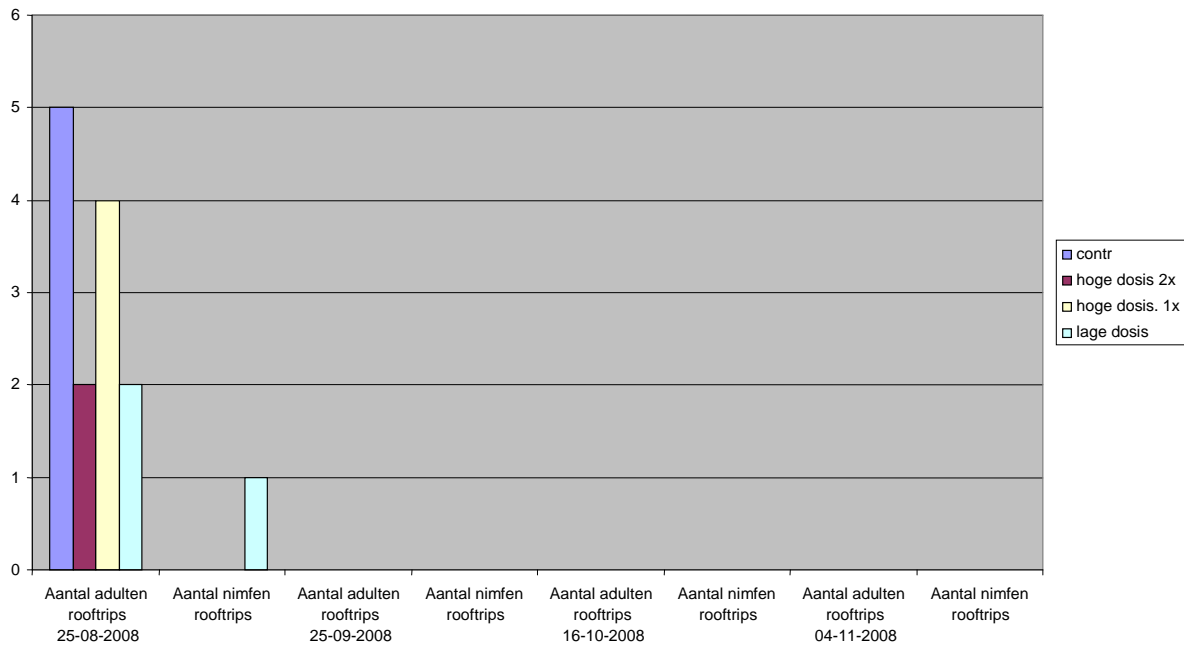 6
5
4
3
2
1
0
Aantal adulten
rooftrips
25-08-2008
Aantal nimfen
rooftrips
Aantal adulten
rooftrips
25-09-2008
Aantal nimfen
rooftrips
Aantal adulten
rooftrips
16-10-2008
Aantal nimfen
rooftrips
Aantal adulten
rooftrips
04-11-2008
Aantal nimfen
rooftrips
contr
hoge dosis 2x
hoge dosis. 1x
lage dosis